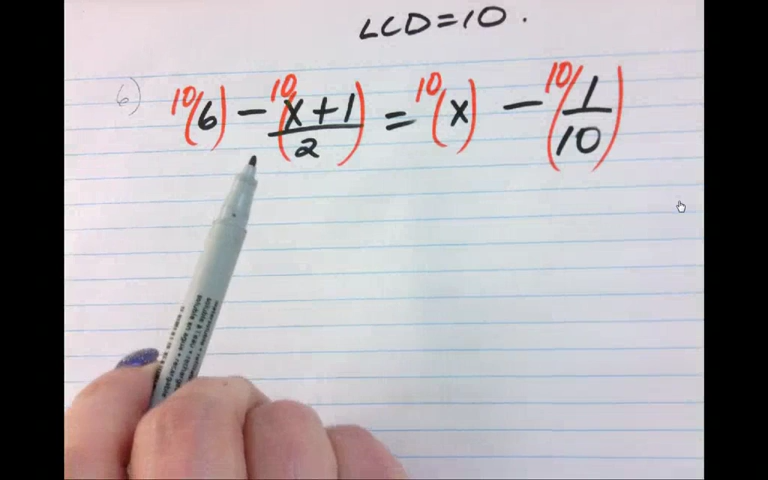 LCD=10.
6) 10(6) - 10(x+1/2) = 10(x) - 10(1/10)